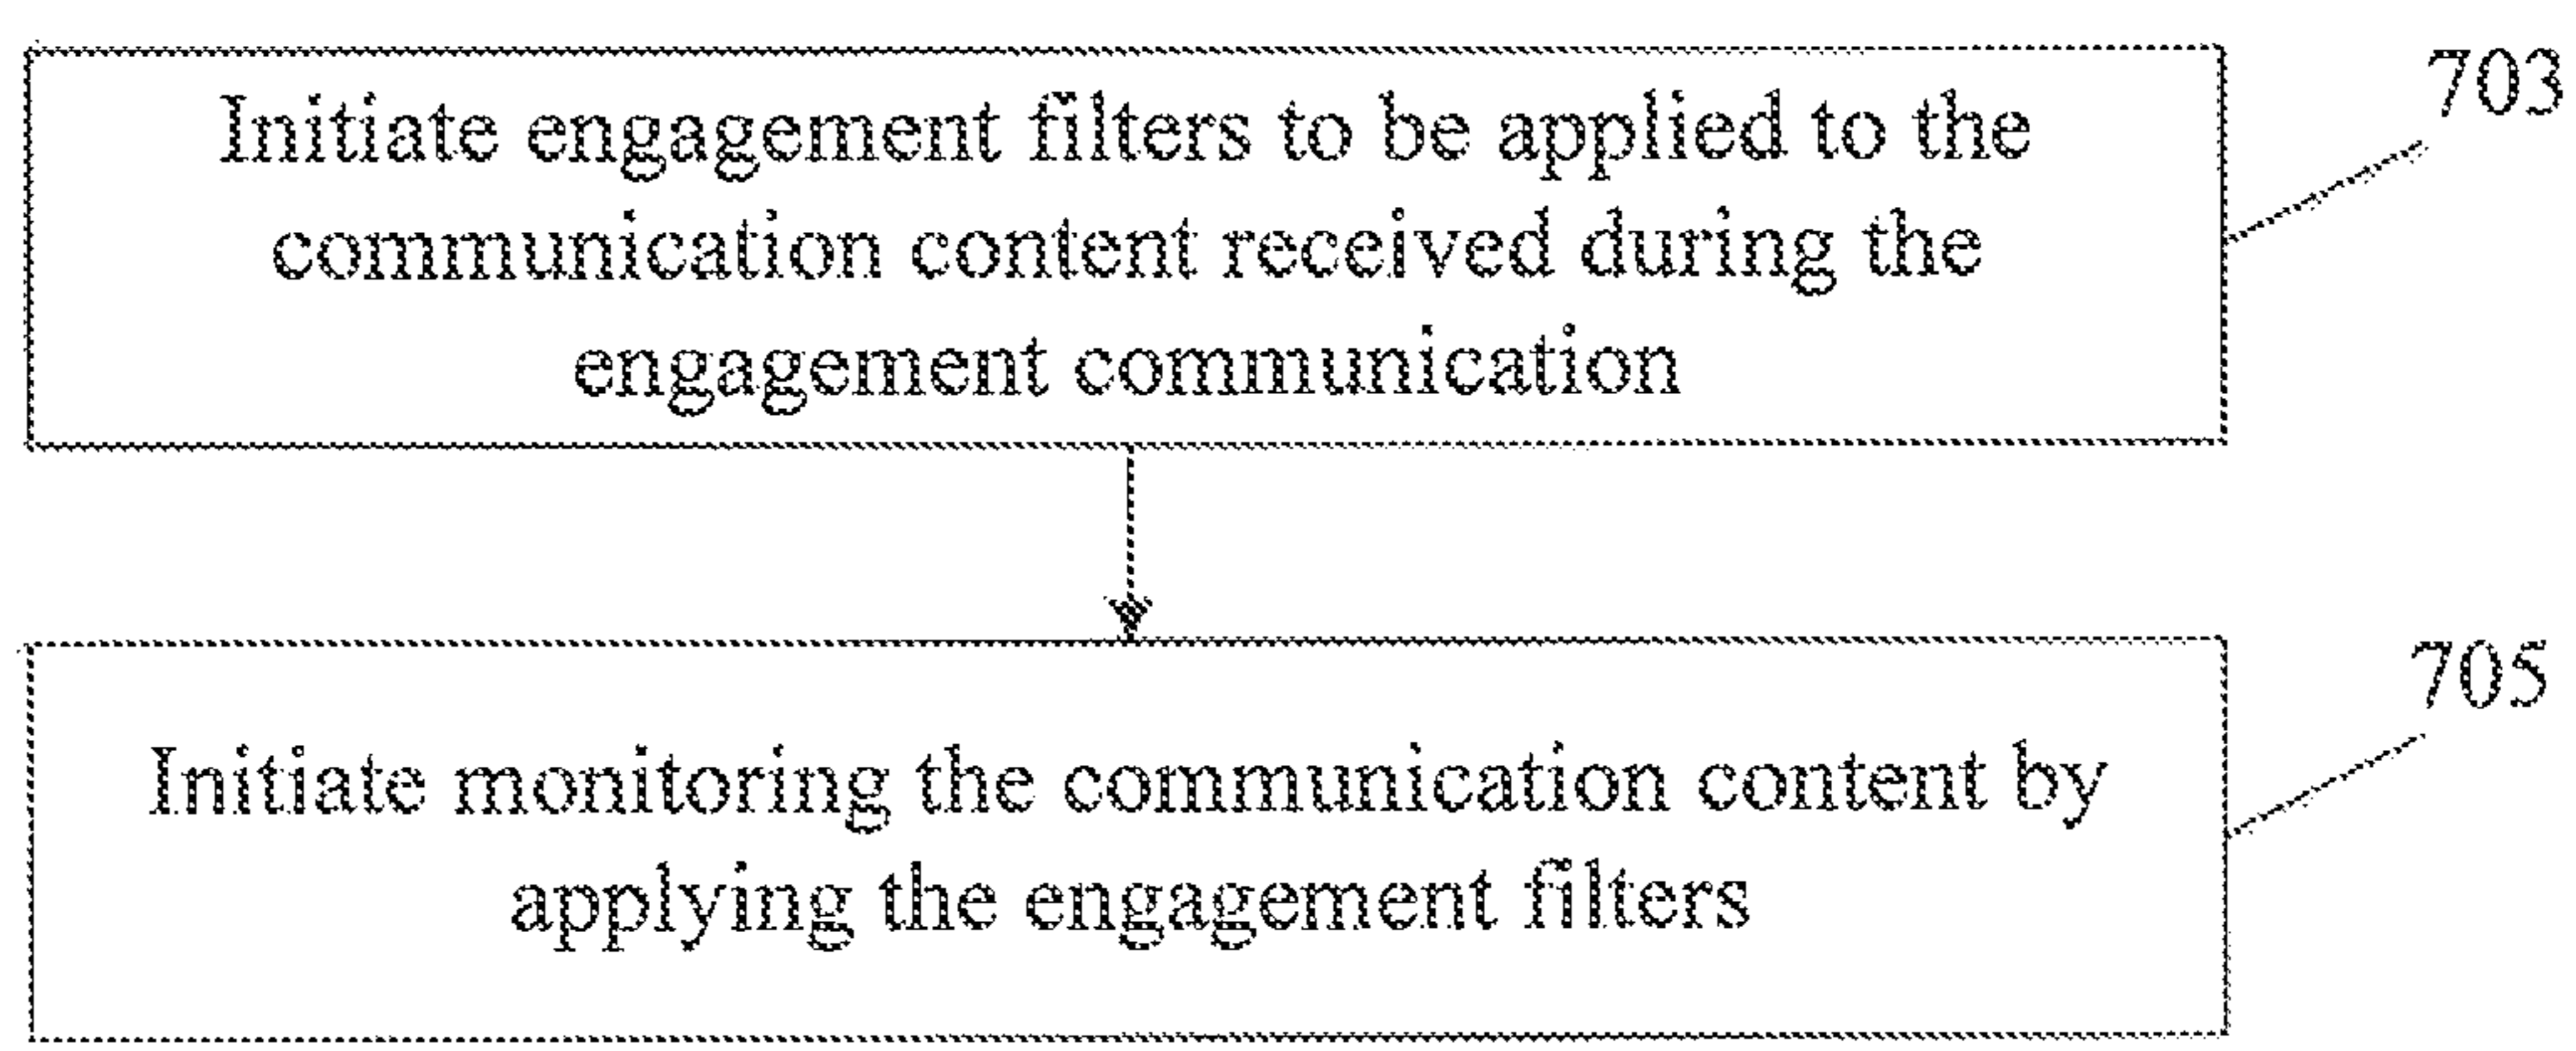 703
Initiate engagement filters to be applied to the
communication content received during the
engagement communication
705
Initiate monitoring the communication content by
applying the engagement filters